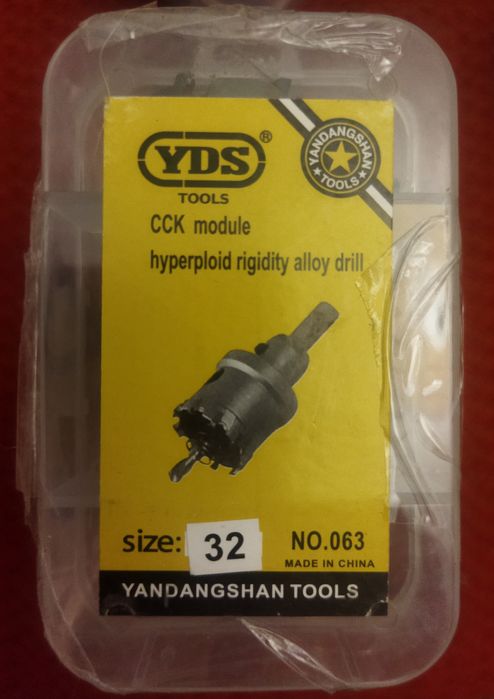 YDS®
TOOLS
YANDANGSHAN
TOOLS
CCK module
hyperploid rigidity alloy drill
size: 32
NO.063
MADE IN CHINA
YANDANGSHAN TOOLS